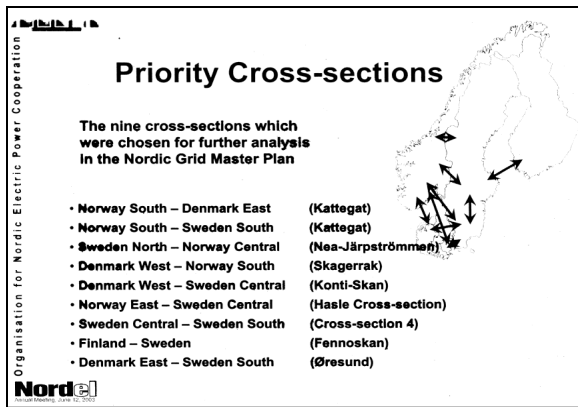 Organisation for Nordic Electric Power Cooperation
Priority Cross-sections
The nine cross-sections which
were chosen for further analysis
in the Nordic Grid Master Plan
• Norway South – Denmark East (Kattegat)
• Norway South – Sweden South (Kattegat)
• Sweden North – Norway Central (Nea-Järpströmmen)
• Denmark West – Norway South (Skagerrak)
• Denmark West – Sweden Central (Konti-Skan)
• Norway East – Sweden Central (Hasle Cross-section)
• Sweden Central – Sweden South (Cross-section 4)
• Finland – Sweden (Fennoskan)
• Denmark East – Sweden South (Øresund)
Nordel
Annual Meeting, June 12, 2003